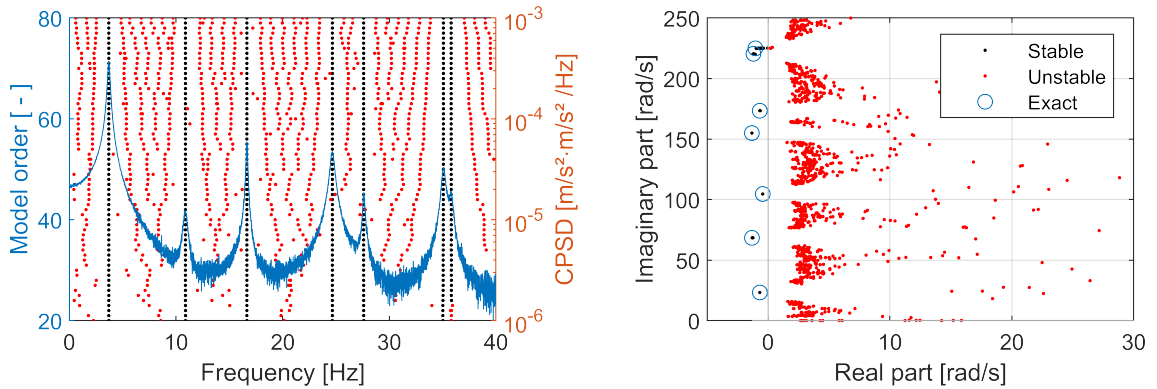 80
60
40
20
Model order [ - ]
0
10
20
30
40
Frequency [Hz]
10⁻³
10⁻⁴
10⁻⁵
10⁻⁶
CPSD [m/s²·m/s² /Hz]
250
200
150
100
50
0
Imaginary part [rad/s]
0
10
20
30
Real part [rad/s]
Stable
Unstable
Exact